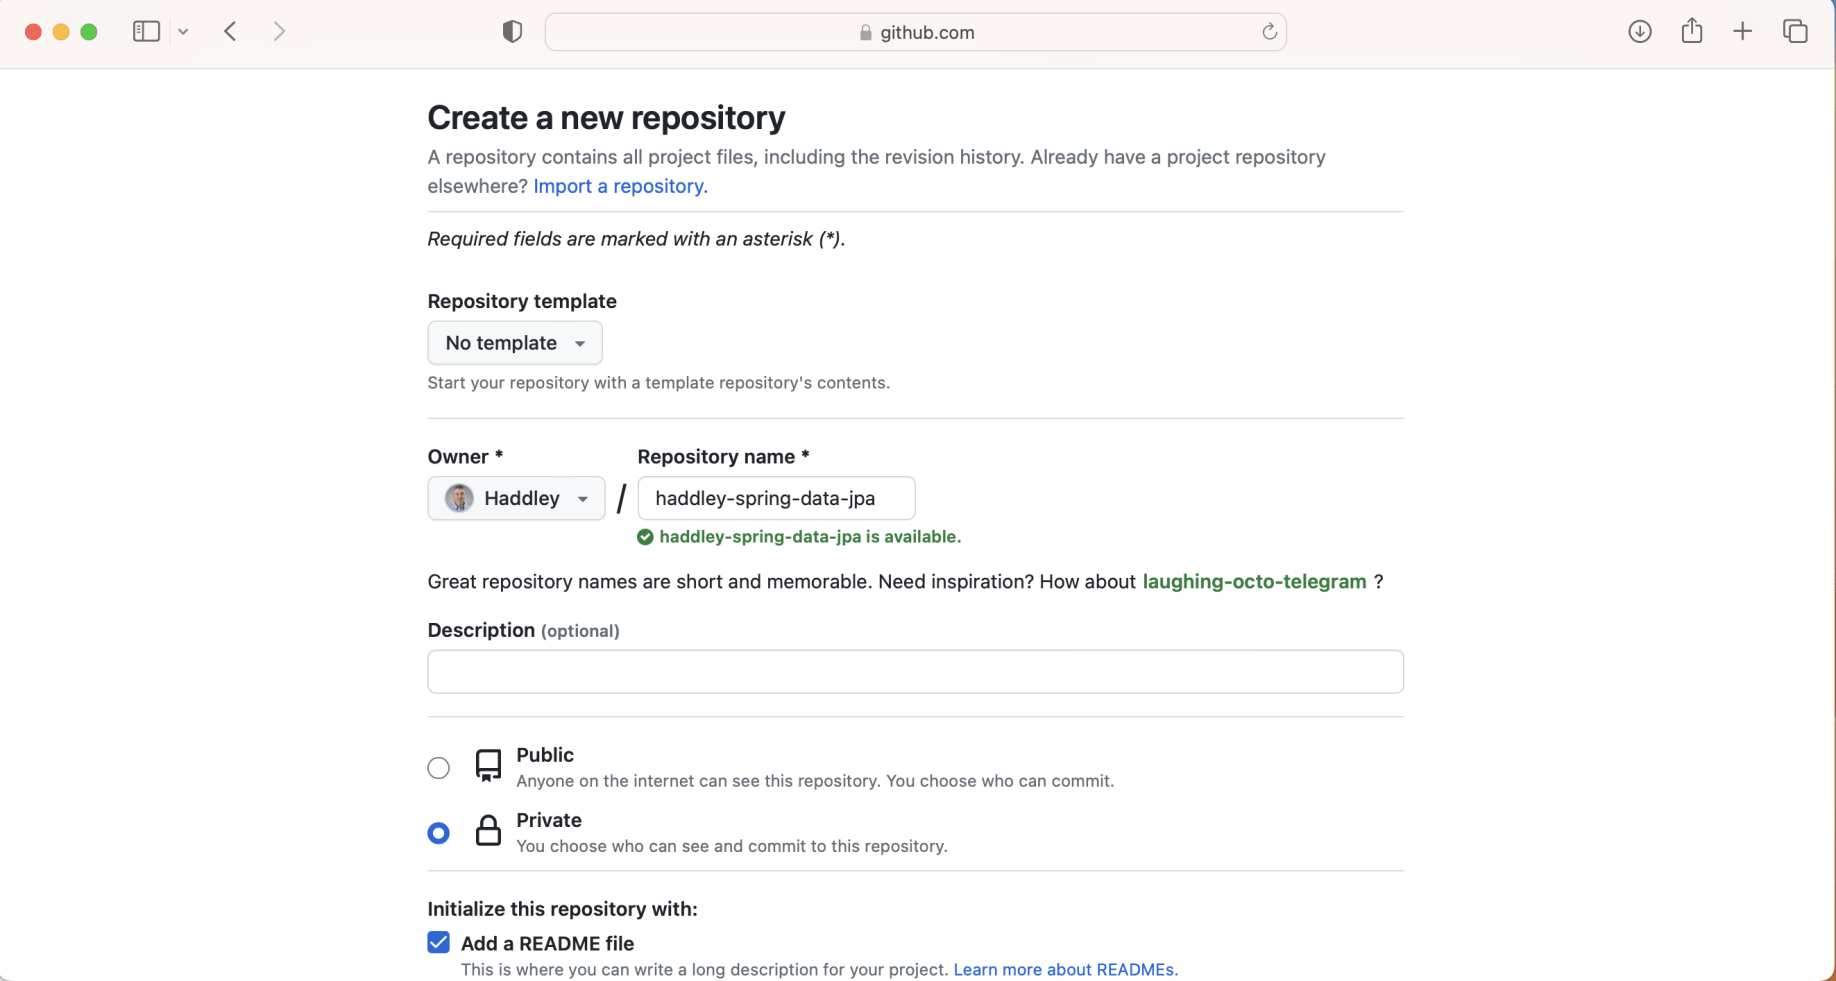 github.com
Create a new repository
A repository contains all project files, including the revision history. Already have a project repository
elsewhere? Import a repository.
Required fields are marked with an asterisk (*).
Repository template
No template
Start your repository with a template repository's contents.
Owner * Repository name *
Haddley / haddley-spring-data-jpa
haddley-spring-data-jpa is available.
Great repository names are short and memorable. Need inspiration? How about laughing-octo-telegram ?
Description (optional)
Public
Anyone on the internet can see this repository. You choose who can commit.
Private
You choose who can see and commit to this repository.
Initialize this repository with:
Add a README file
This is where you can write a long description for your project. Learn more about READMEs.